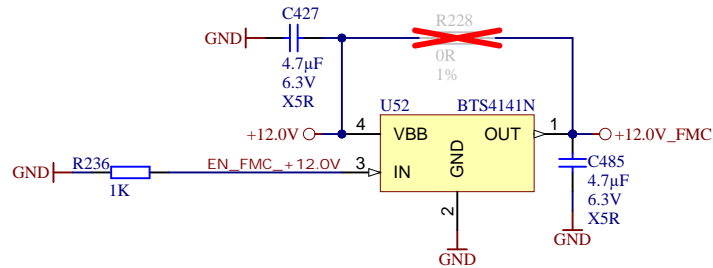 C427
R228
GND
4.7µF
6.3V
X5R
0R
1%
U52
BTS4141N
+12.0V
4
VBB
OUT
1
+12.0V_FMC
GND
R236
1K
EN_FMC_+12.0V
3
IN
GND
2
GND
C485
4.7µF
6.3V
X5R
GND